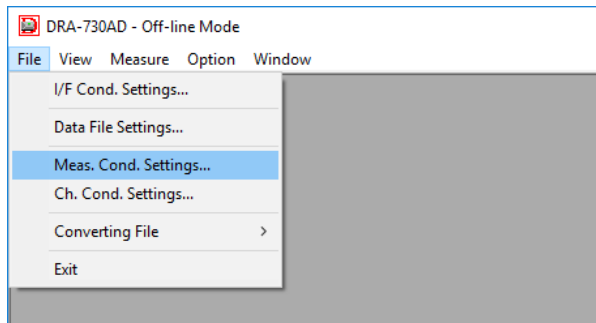 DRA-730AD - Off-line Mode
File View Measure Option Window
I/F Cond. Settings...
Data File Settings...
Meas. Cond. Settings...
Ch. Cond. Settings...
Converting File
Exit